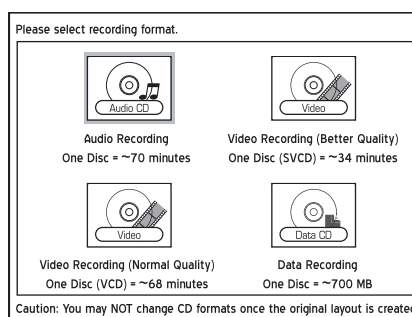 Please select recording format.
Audio CD
Video
Audio Recording
Video Recording (Better Quality)
One Disc = ~70 minutes
One Disc (SVCD) = ~34 minutes
Video
Data CD
Video Recording (Normal Quality)
Data Recording
One Disc (VCD) = ~68 minutes
One Disc = ~700 MB
Caution: You may NOT change CD formats once the original layout is created